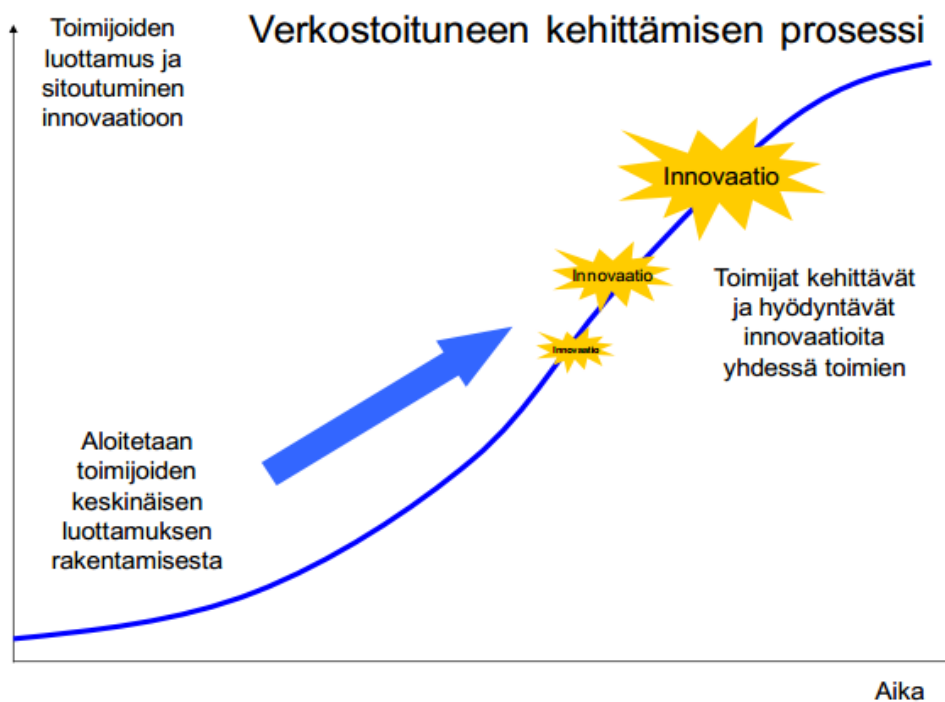 Verkostoituneen kehittämisen prosessi
Toimijoiden
luottamus ja
sitoutuminen
innovaatioon
Innovaatio
Innovaatio
Innovaatio
Toimijat kehittävät
ja hyödyntävät
innovaatioita
yhdessä toimien
Aloitetaan
toimijoiden
keskinäisen
luottamuksen
rakentamisesta
Aika